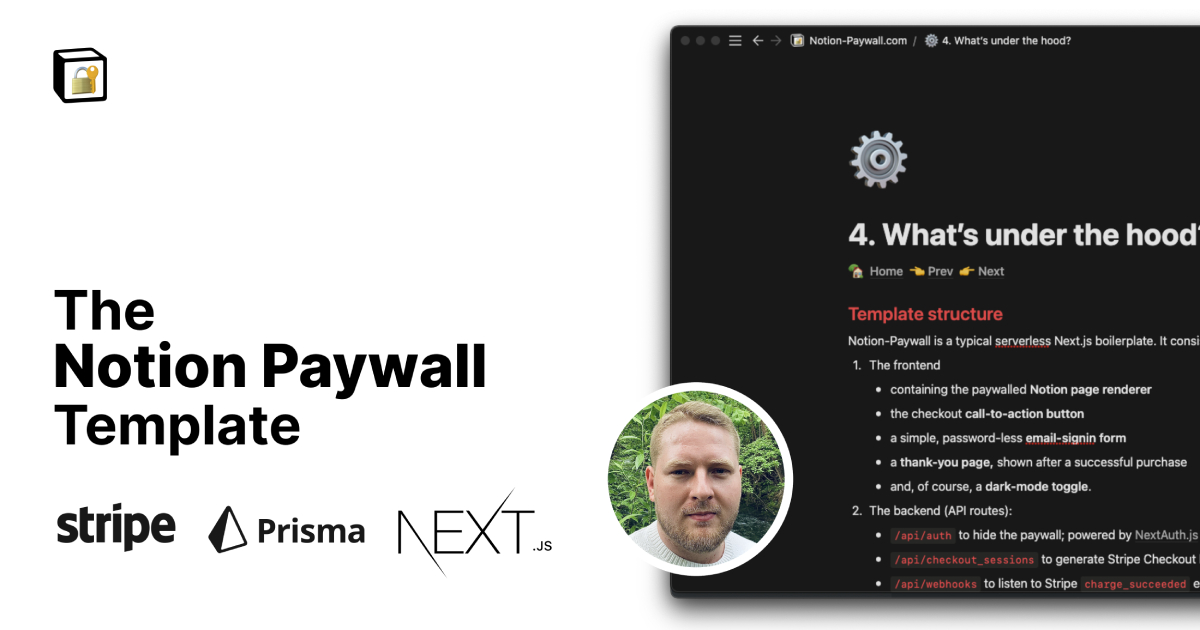 The
Notion Paywall
Template
stripe
Prisma
NEXT.JS
Notion-Paywall.com / 4. What's under the hood?
4. What's under the hood?
Home Prev Next
Template structure
Notion-Paywall is a typical serverless Next.js boilerplate. It consi
1. The frontend
• containing the paywalled Notion page renderer
• the checkout call-to-action button
• a simple, password-less email-signin form
• a thank-you page, shown after a successful purchase
• and, of course, a dark-mode toggle.
2. The backend (API routes):
• /api/auth to hide the paywall; powered by NextAuth.js
• /api/checkout_sessions to generate Stripe Checkout
• /api/webhooks to listen to Stripe charge_succeeded e